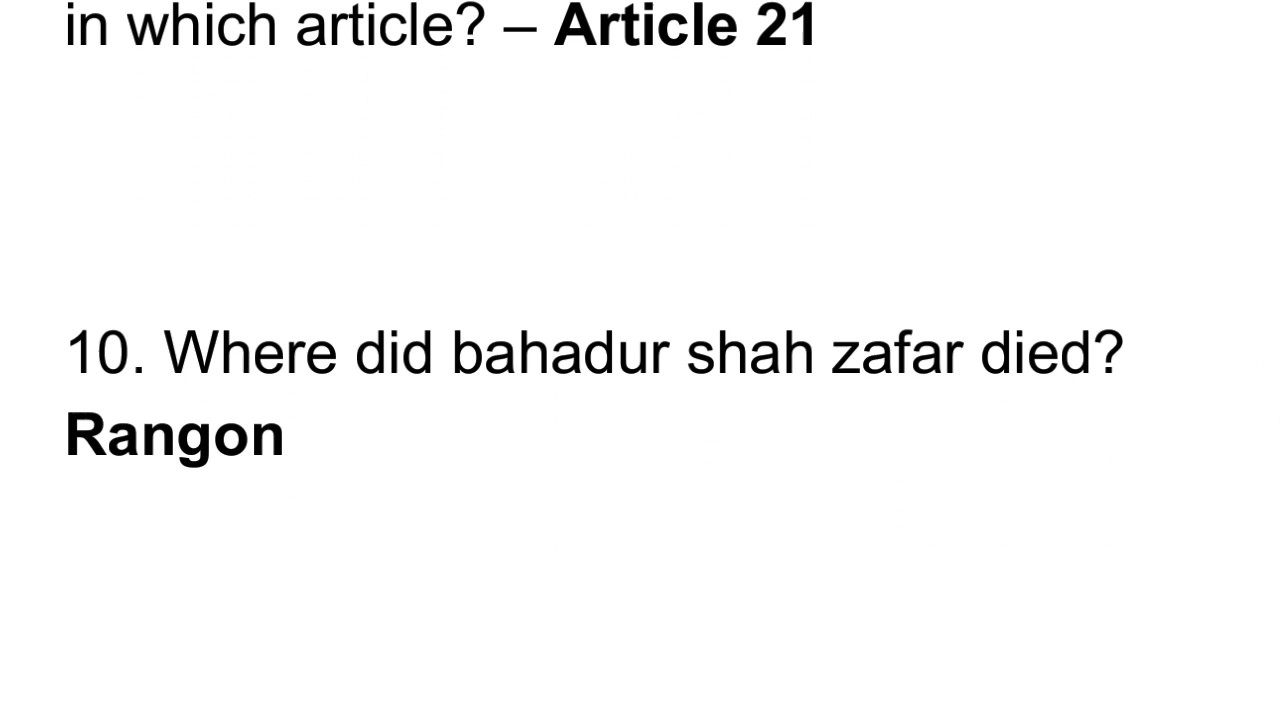 in which article? – Article 21
10. Where did bahadur shah zafar died?
Rangon